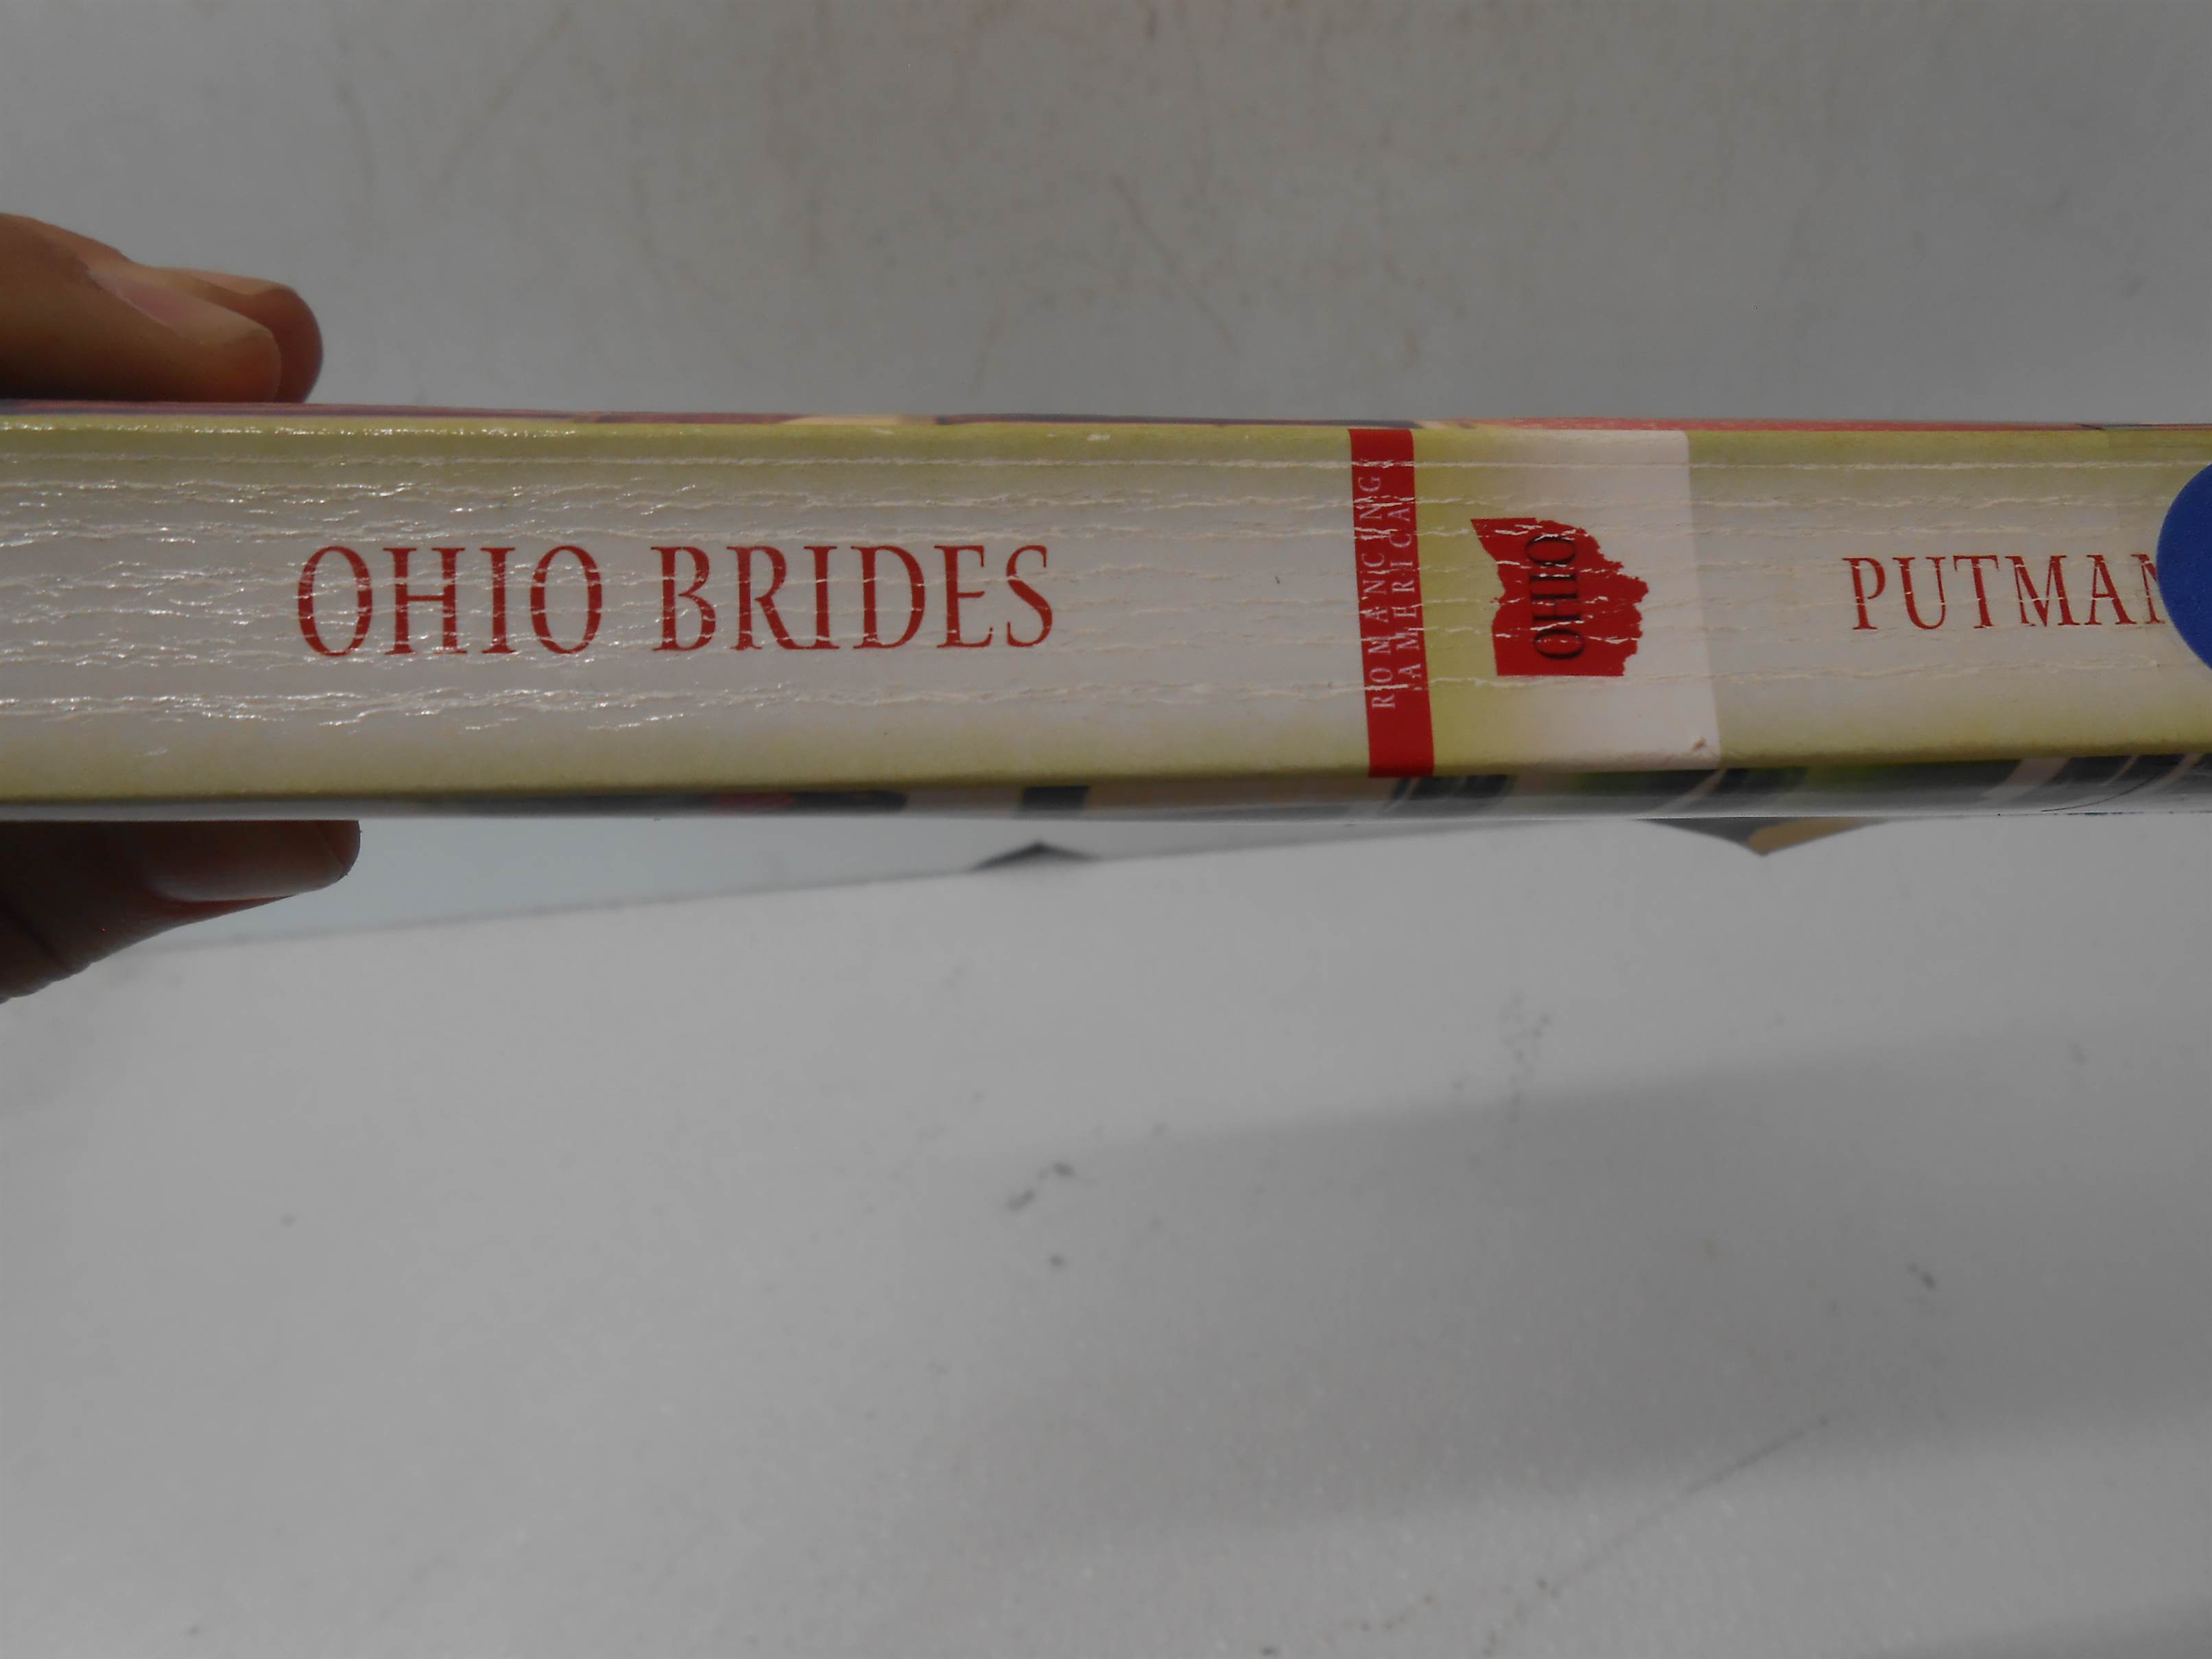 OHIO BRIDES
ROMANCING
AMERICA
OHIO
PUTMAN